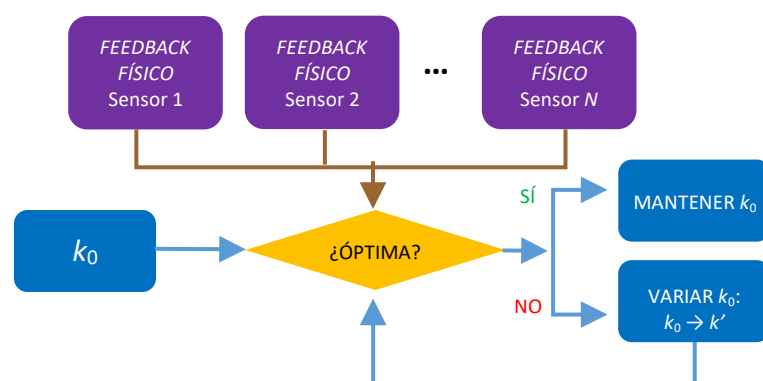 FEEDBACK
FÍSICO
Sensor 1
FEEDBACK
FÍSICO
Sensor 2
...
FEEDBACK
FÍSICO
Sensor N
k₀
¿ÓPTIMA?
SÍ
MANTENER k₀
NO
VARIAR k₀:
k₀ → k’